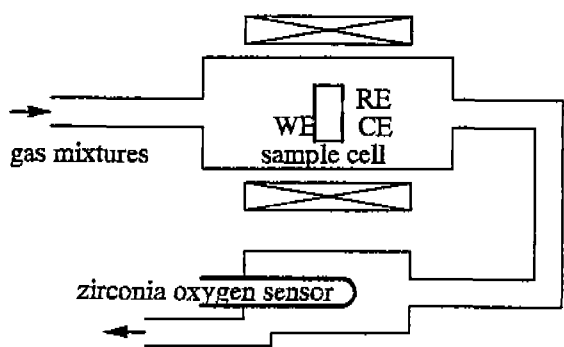 RE
WE CE
gas mixtures
sample cell
zirconia oxygen sensor